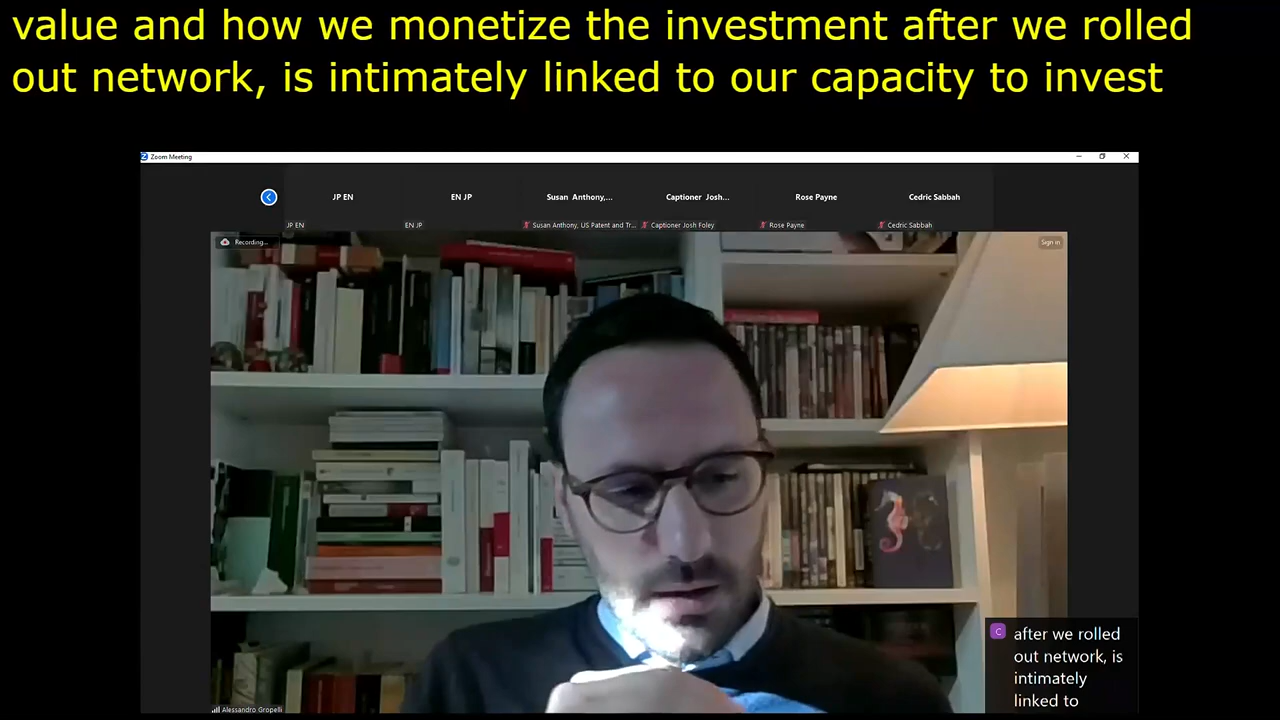 value and how we monetize the investment after we rolled
out network, is intimately linked to our capacity to invest
Zoom Meeting
JP EN
EN JP
Susan Anthony,...
Captioner Josh...
Rose Payne
Cedric Sabbah
JP EN
EN JP
Susan Anthony, US Patent and Tr...
Captioner Josh Foley
Rose Payne
Cedric Sabbah
Recording...
Sign in
C
after we rolled
out network, is
intimately
linked to
Alessandro Gropelli